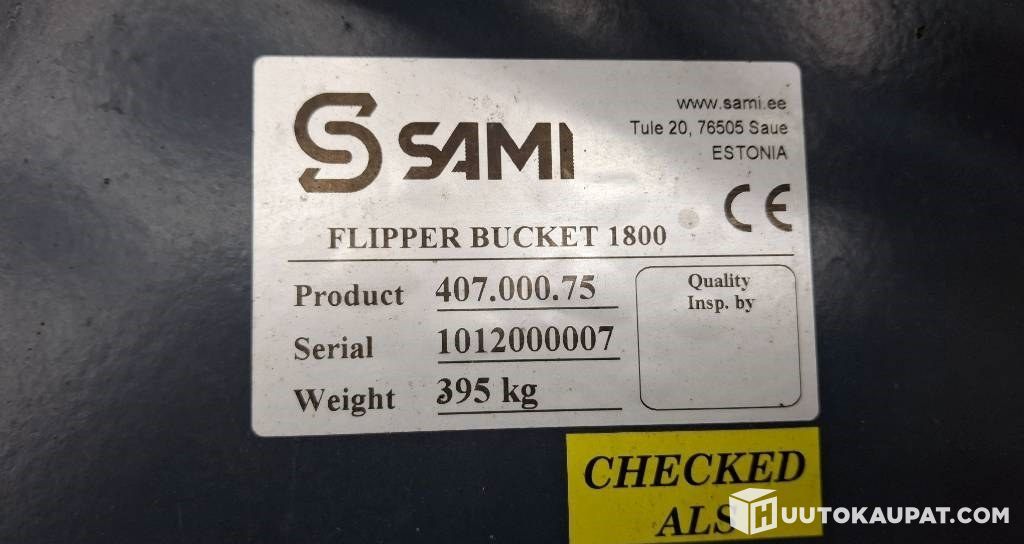 SAMI
www.sami.ee
Tule 20, 76505 Saue
ESTONIA
CE
FLIPPER BUCKET 1800
Product 407.000.75
Serial 1012000007
Weight 395 kg
Quality
Insp. by
CHECKED
ALS
HUUTOKAUPAT.COM